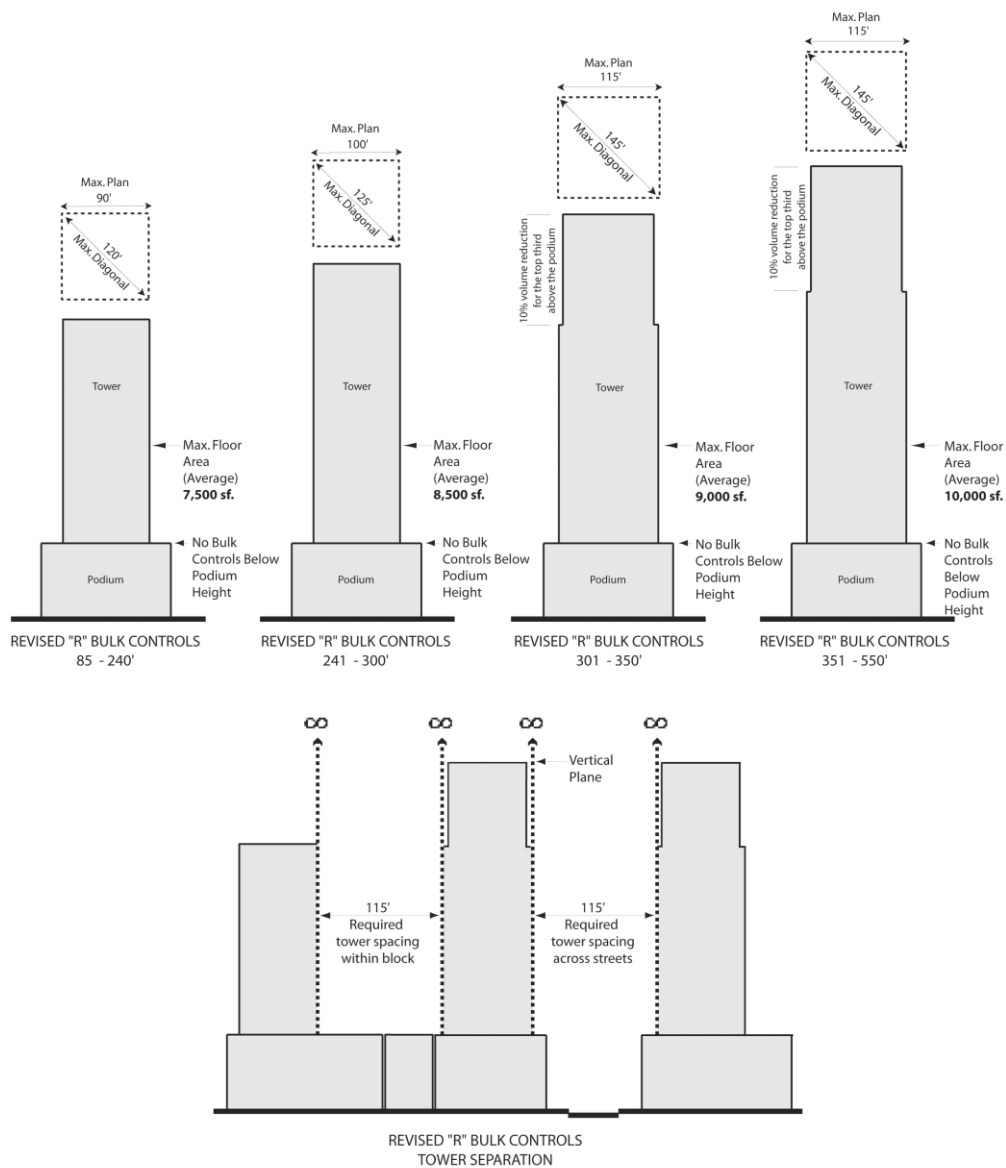 Max. Plan
90'
120'
Max. Diagonal
Tower
Max. Floor
Area
(Average)
7,500 sf.
No Bulk
Controls Below
Podium
Height
Podium
REVISED "R" BULK CONTROLS
85 - 240'
Max. Plan
100'
125'
Max. Diagonal
Tower
Max. Floor
Area
(Average)
8,500 sf.
No Bulk
Controls Below
Podium
Height
Podium
REVISED "R" BULK CONTROLS
241 - 300'
Max. Plan
115'
145'
Max. Diagonal
10% volume reduction
for the top third
above the podium
Tower
Max. Floor
Area
(Average)
9,000 sf.
No Bulk
Controls Below
Podium
Height
Podium
REVISED "R" BULK CONTROLS
301 - 350'
Max. Plan
115'
145'
Max. Diagonal
10% volume reduction
for the top third
above the podium
Tower
Max. Floor
Area
(Average)
10,000 sf.
No Bulk
Controls
Below
Podium
Height
Podium
REVISED "R" BULK CONTROLS
351 - 550'
∞ ∞ ∞ ∞
Vertical
Plane
115'
Required
tower spacing
within block
115'
Required
tower spacing
across streets
REVISED "R" BULK CONTROLS
TOWER SEPARATION